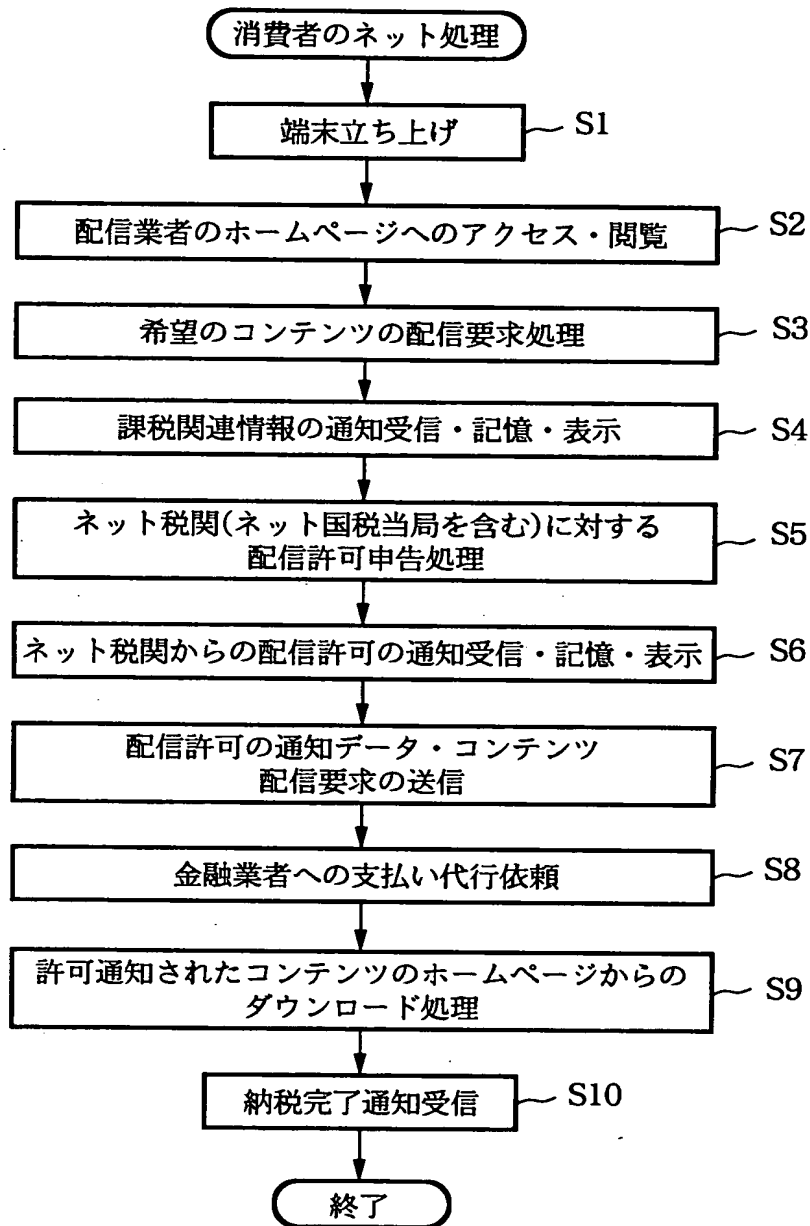 消費者のネット処理
端末立ち上げ
S1
配信業者のホームページへのアクセス・閲覧
S2
希望のコンテンツの配信要求処理
S3
課税関連情報の通知受信・記憶・表示
S4
ネット税関(ネット国税当局を含む)に対する
配信許可申告処理
S5
ネット税関からの配信許可の通知受信・記憶・表示
S6
配信許可の通知データ・コンテンツ
配信要求の送信
S7
金融業者への支払い代行依頼
S8
許可通知されたコンテンツのホームページからの
ダウンロード処理
S9
納税完了通知受信
S10
終了